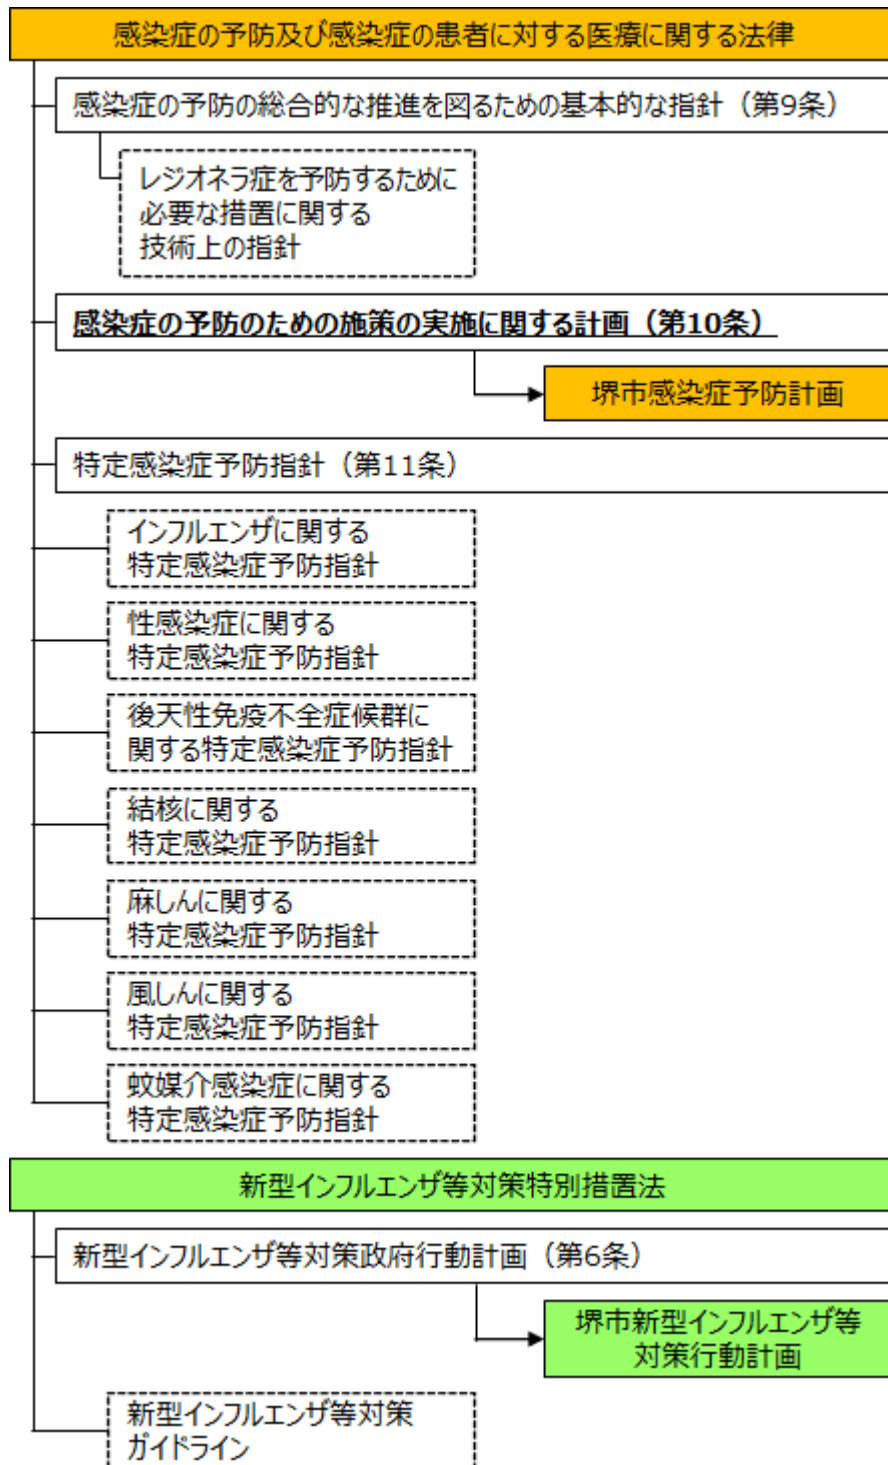 感染症の予防及び感染症の患者に対する医療に関する法律
感染症の予防の総合的な推進を図るための基本的な指針（第9条）
レジオネラ症を予防するために
必要な措置に関する
技術上の指針
感染症の予防のための施策の実施に関する計画（第10条）
堺市感染症予防計画
特定感染症予防指針（第11条）
インフルエンザに関する
特定感染症予防指針
性感染症に関する
特定感染症予防指針
後天性免疫不全症候群に
関する特定感染症予防指針
結核に関する
特定感染症予防指針
麻しんに関する
特定感染症予防指針
風しんに関する
特定感染症予防指針
蚊媒介感染症に関する
特定感染症予防指針
新型インフルエンザ等対策特別措置法
新型インフルエンザ等対策政府行動計画（第6条）
堺市新型インフルエンザ等
対策行動計画
新型インフルエンザ等対策
ガイドライン